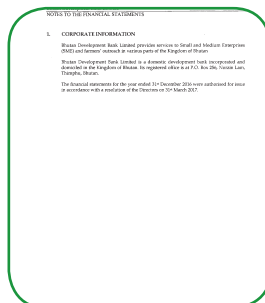 NOTES TO THE FINANCIAL STATEMENTS
1. CORPORATE INFORMATION
Bhutan Development Bank Limited provides services to Small and Medium Enterprises
(SME) and farmers' outreach in various parts of the Kingdom of Bhutan
Bhutan Development Bank Limited is a domestic development bank incorporated and
domiciled in the Kingdom of Bhutan. Its registered office is at P.O. Box 256, Norzin Lam,
Thimphu, Bhutan.
The financial statements for the year ended 31st December 2016 were authorised for issue
in accordance with a resolution of the Directors on 31st March 2017.